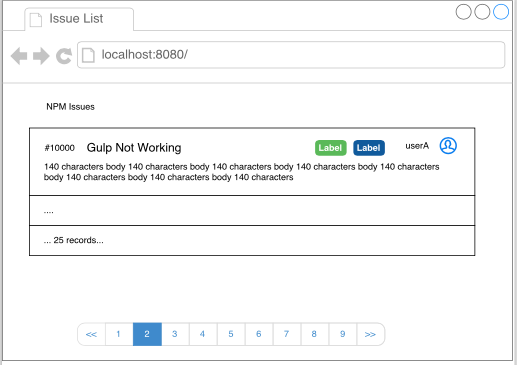 Issue List
localhost:8080/
NPM Issues
#10000 Gulp Not Working Label Label userA
140 characters body 140 characters body 140 characters body 140 characters body 140 characters
body 140 characters body 140 characters body 140 characters
....
... 25 records...
<< 1 2 3 4 5 6 7 8 9 >>